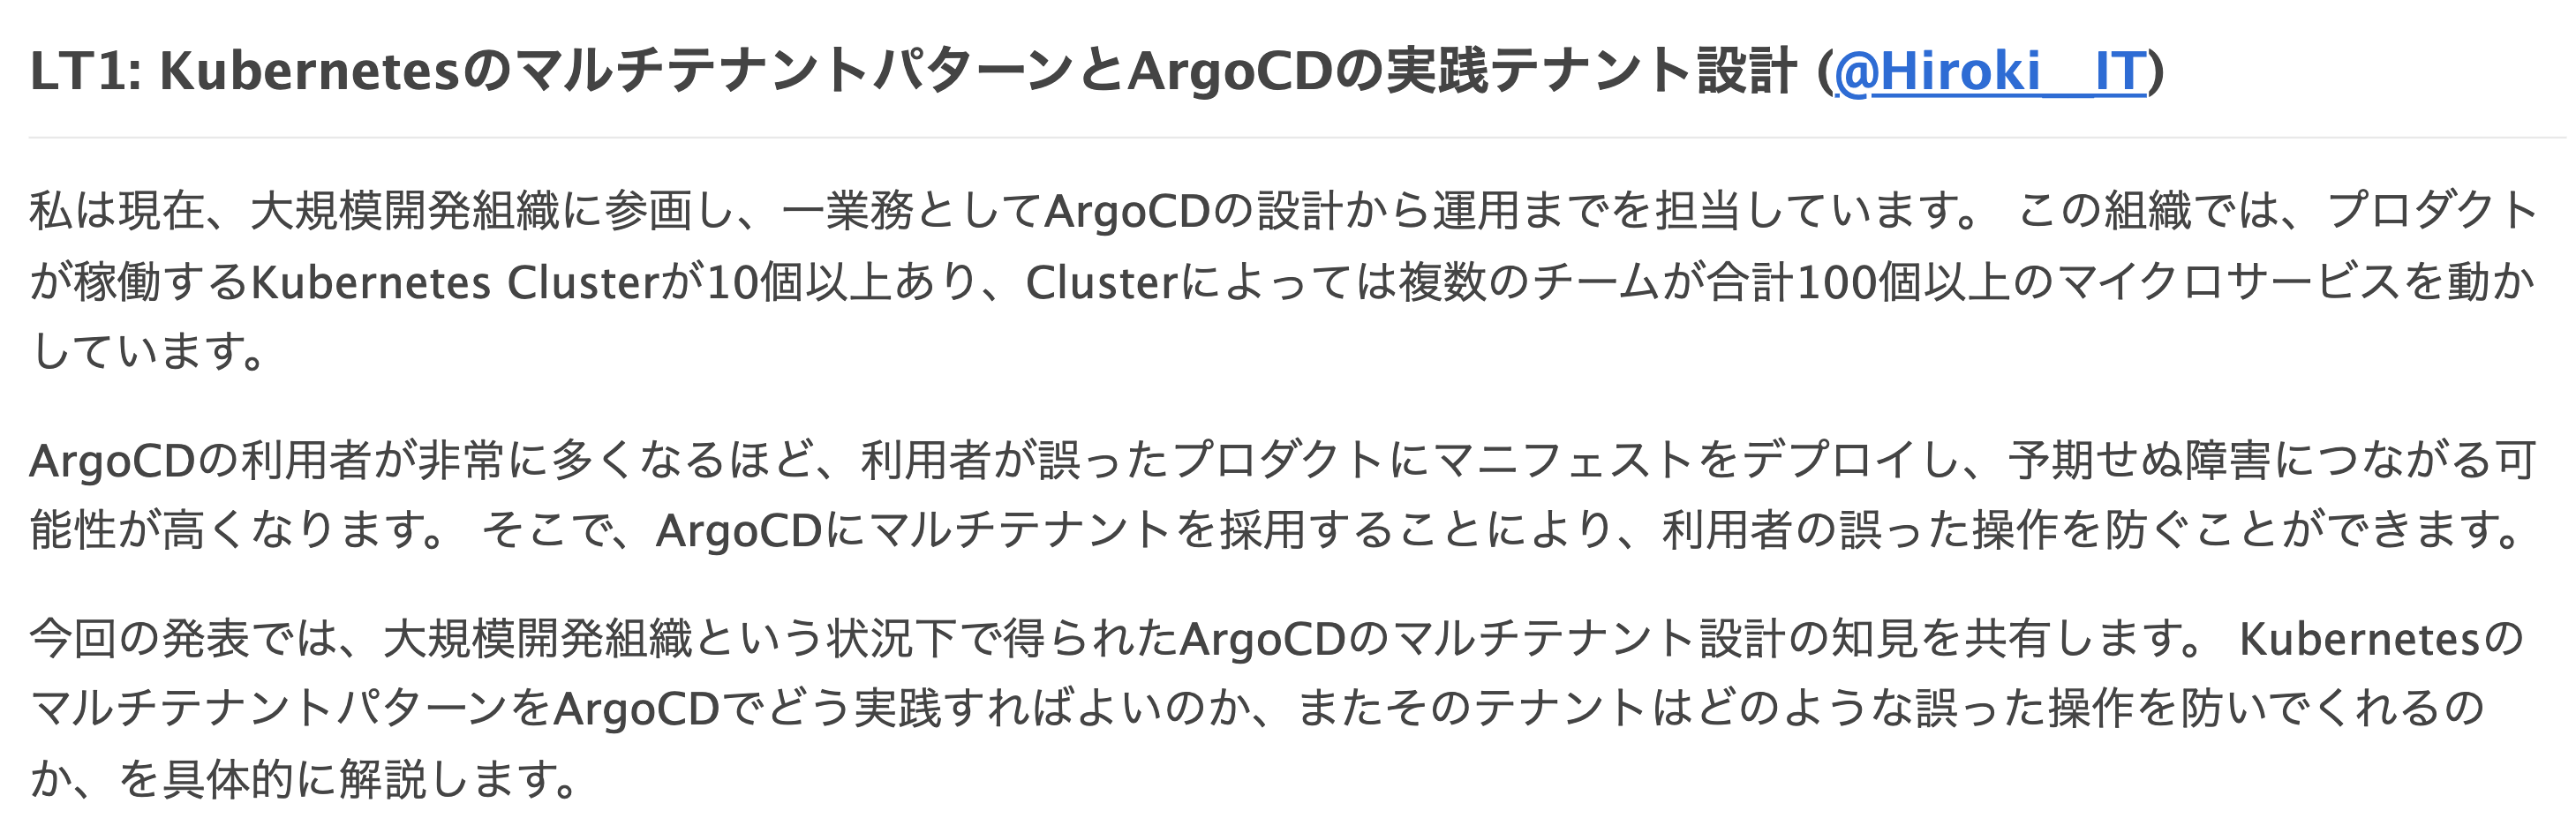 LT1: KubernetesのマルチテナントパターンとArgoCDの実践テナント設計 (@Hiroki__IT)
私は現在、大規模開発組織に参画し、一業務としてArgoCDの設計から運用までを担当しています。 この組織では、プロダクト
が稼働するKubernetes Clusterが10個以上あり、Clusterによっては複数のチームが合計100個以上のマイクロサービスを動か
しています。
ArgoCDの利用者が非常に多くなるほど、利用者が誤ったプロダクトにマニフェストをデプロイし、予期せぬ障害につながる可
能性が高くなります。 そこで、ArgoCDにマルチテナントを採用することにより、利用者の誤った操作を防ぐことができます。
今回の発表では、大規模開発組織という状況下で得られたArgoCDのマルチテナント設計の知見を共有します。 Kubernetesの
マルチテナントパターンをArgoCDでどう実践すればよいのか、またそのテナントはどのような誤った操作を防いでくれるの
か、を具体的に解説します。